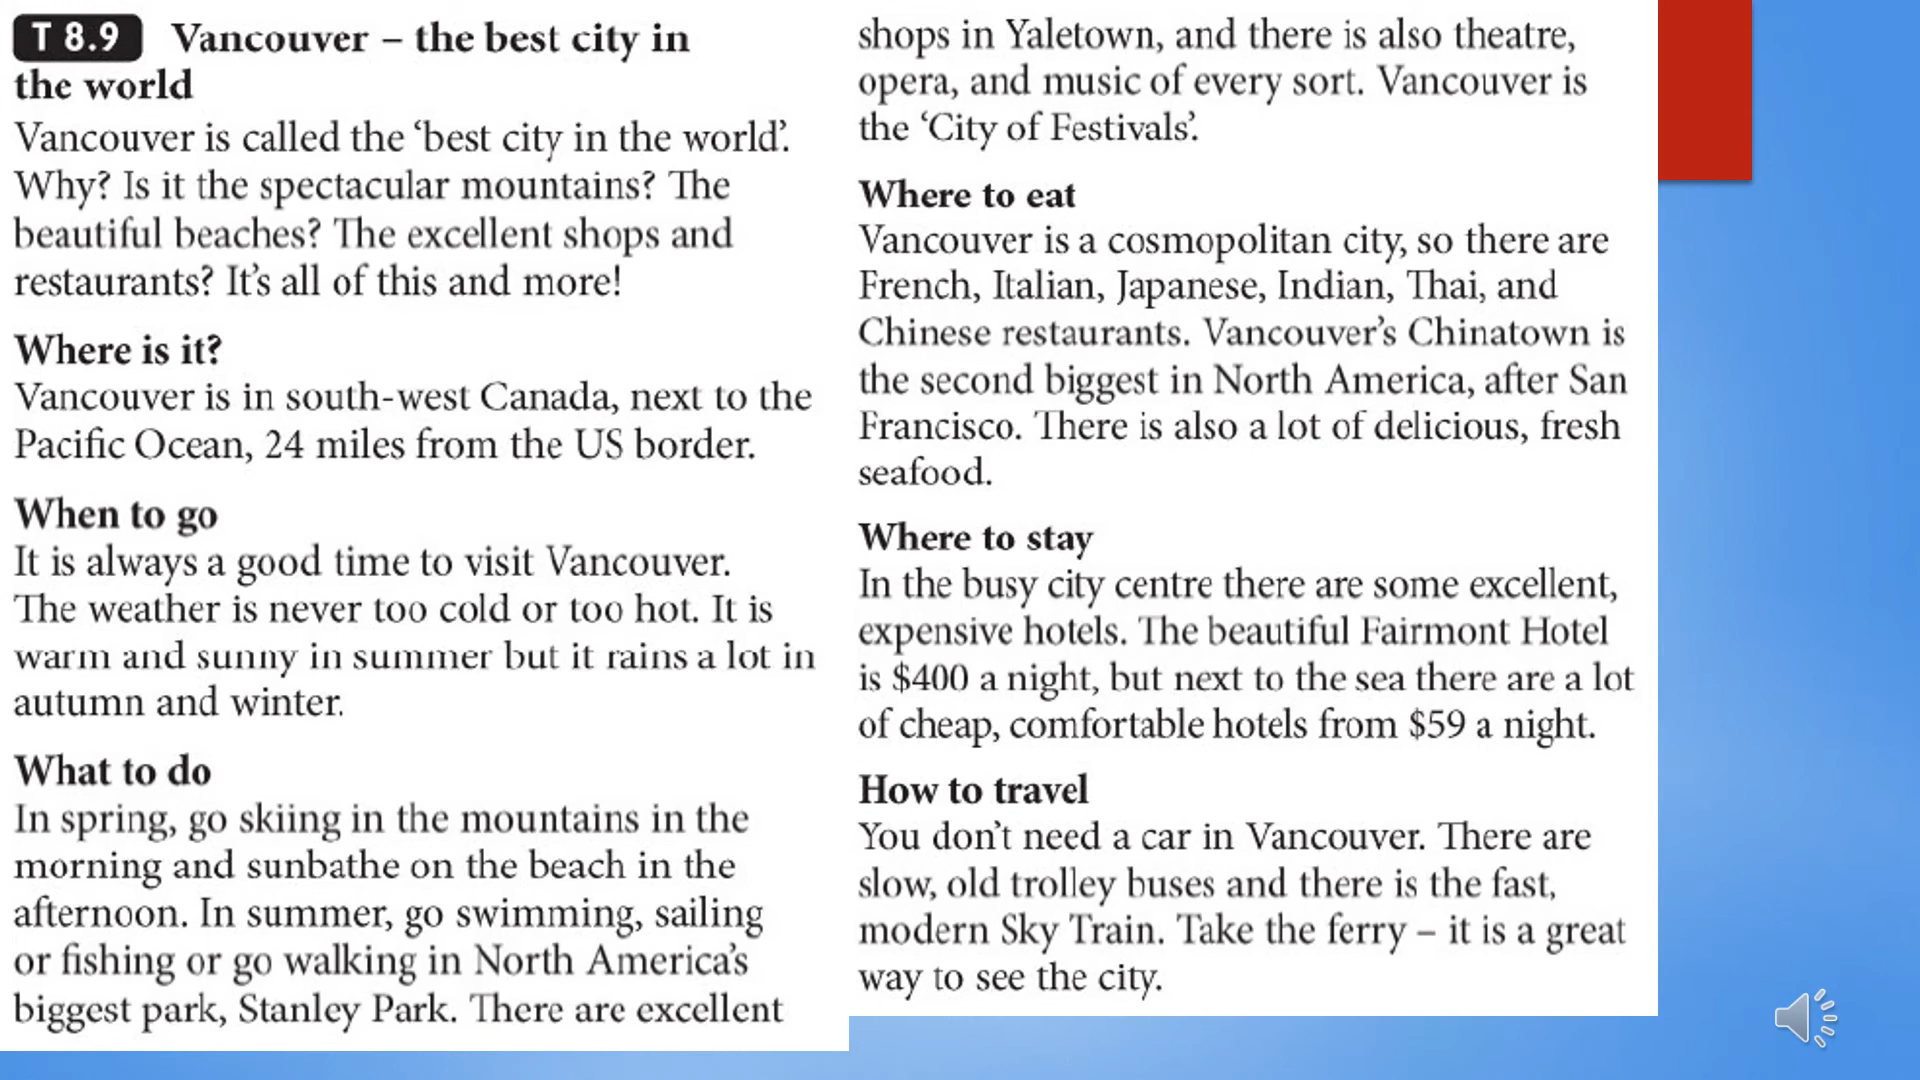 T 8.9 Vancouver – the best city in
the world
Vancouver is called the ‘best city in the world’.
Why? Is it the spectacular mountains? The
beautiful beaches? The excellent shops and
restaurants? It’s all of this and more!
Where is it?
Vancouver is in south-west Canada, next to the
Pacific Ocean, 24 miles from the US border.
When to go
It is always a good time to visit Vancouver.
The weather is never too cold or too hot. It is
warm and sunny in summer but it rains a lot in
autumn and winter.
What to do
In spring, go skiing in the mountains in the
morning and sunbathe on the beach in the
afternoon. In summer, go swimming, sailing
or fishing or go walking in North America’s
biggest park, Stanley Park. There are excellent
shops in Yaletown, and there is also theatre,
opera, and music of every sort. Vancouver is
the ‘City of Festivals’.
Where to eat
Vancouver is a cosmopolitan city, so there are
French, Italian, Japanese, Indian, Thai, and
Chinese restaurants. Vancouver’s Chinatown is
the second biggest in North America, after San
Francisco. There is also a lot of delicious, fresh
seafood.
Where to stay
In the busy city centre there are some excellent,
expensive hotels. The beautiful Fairmont Hotel
is $400 a night, but next to the sea there are a lot
of cheap, comfortable hotels from $59 a night.
How to travel
You don’t need a car in Vancouver. There are
slow, old trolley buses and there is the fast,
modern Sky Train. Take the ferry – it is a great
way to see the city.